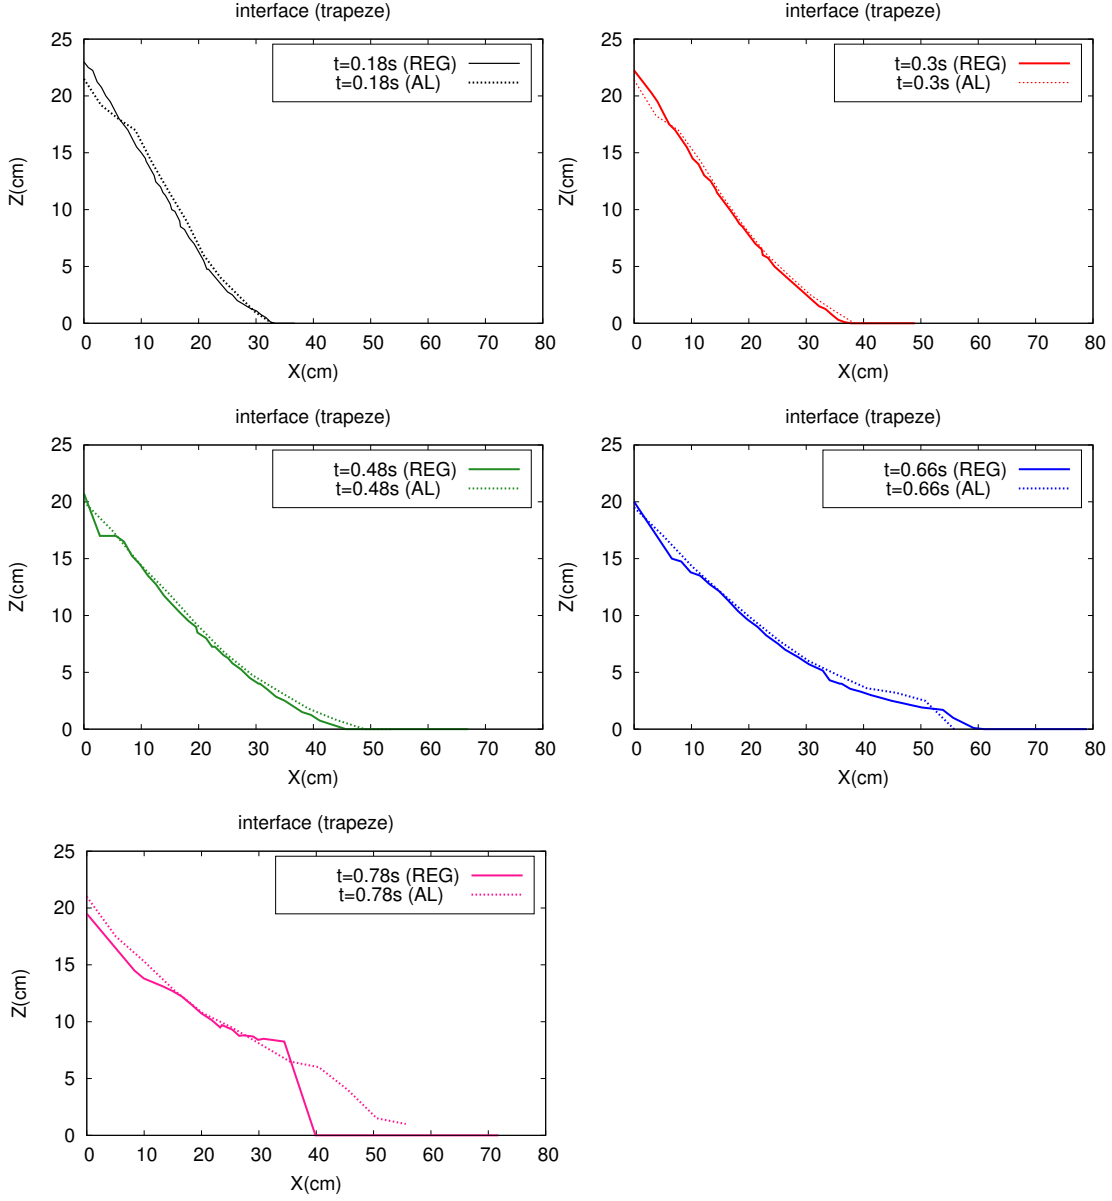 interface (trapeze)
25
20
15
10
5
0
Z(cm)
t=0.18s (REG)
t=0.18s (AL)
0 10 20 30 40 50 60 70 80
X(cm)
interface (trapeze)
25
20
15
10
5
0
Z(cm)
t=0.3s (REG)
t=0.3s (AL)
0 10 20 30 40 50 60 70 80
X(cm)
interface (trapeze)
25
20
15
10
5
0
Z(cm)
t=0.48s (REG)
t=0.48s (AL)
0 10 20 30 40 50 60 70 80
X(cm)
interface (trapeze)
25
20
15
10
5
0
Z(cm)
t=0.66s (REG)
t=0.66s (AL)
0 10 20 30 40 50 60 70 80
X(cm)
interface (trapeze)
25
20
15
10
5
0
Z(cm)
t=0.78s (REG)
t=0.78s (AL)
0 10 20 30 40 50 60 70 80
X(cm)